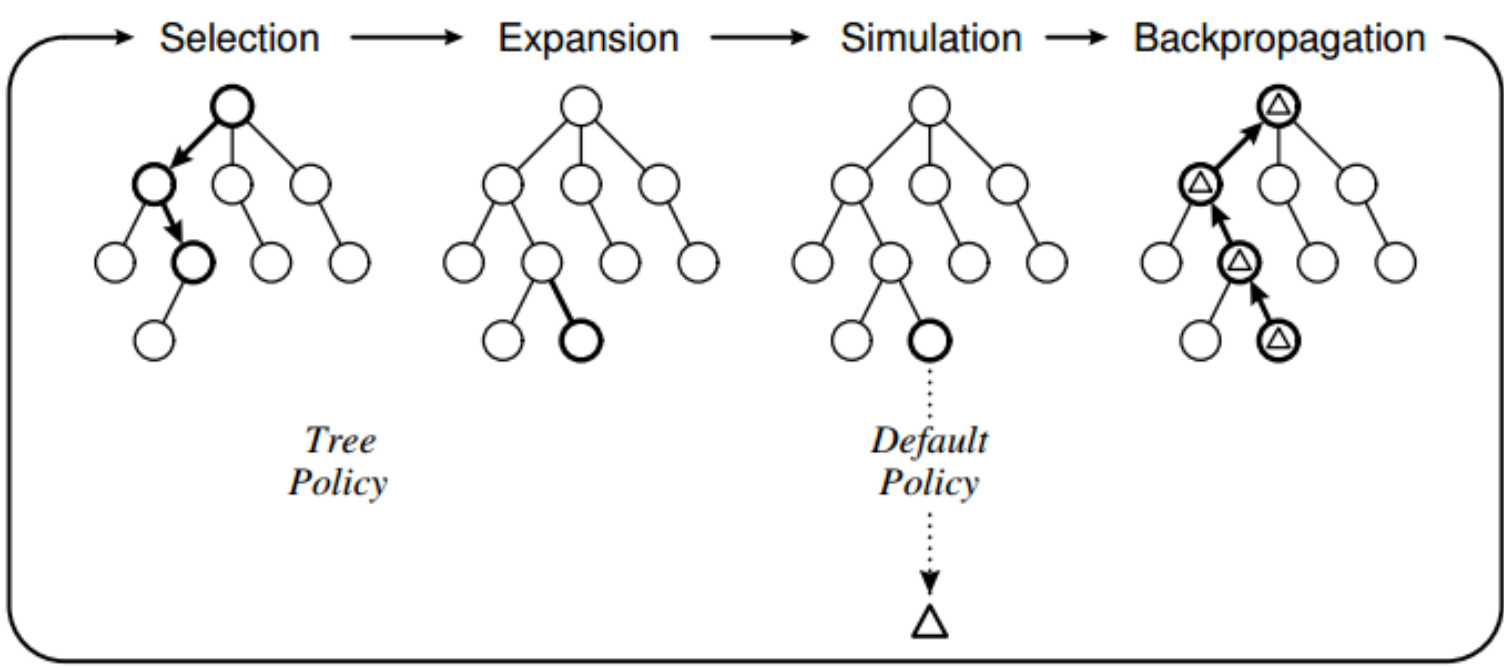 Selection Expansion Simulation Backpropagation
Tree
Policy
Default
Policy